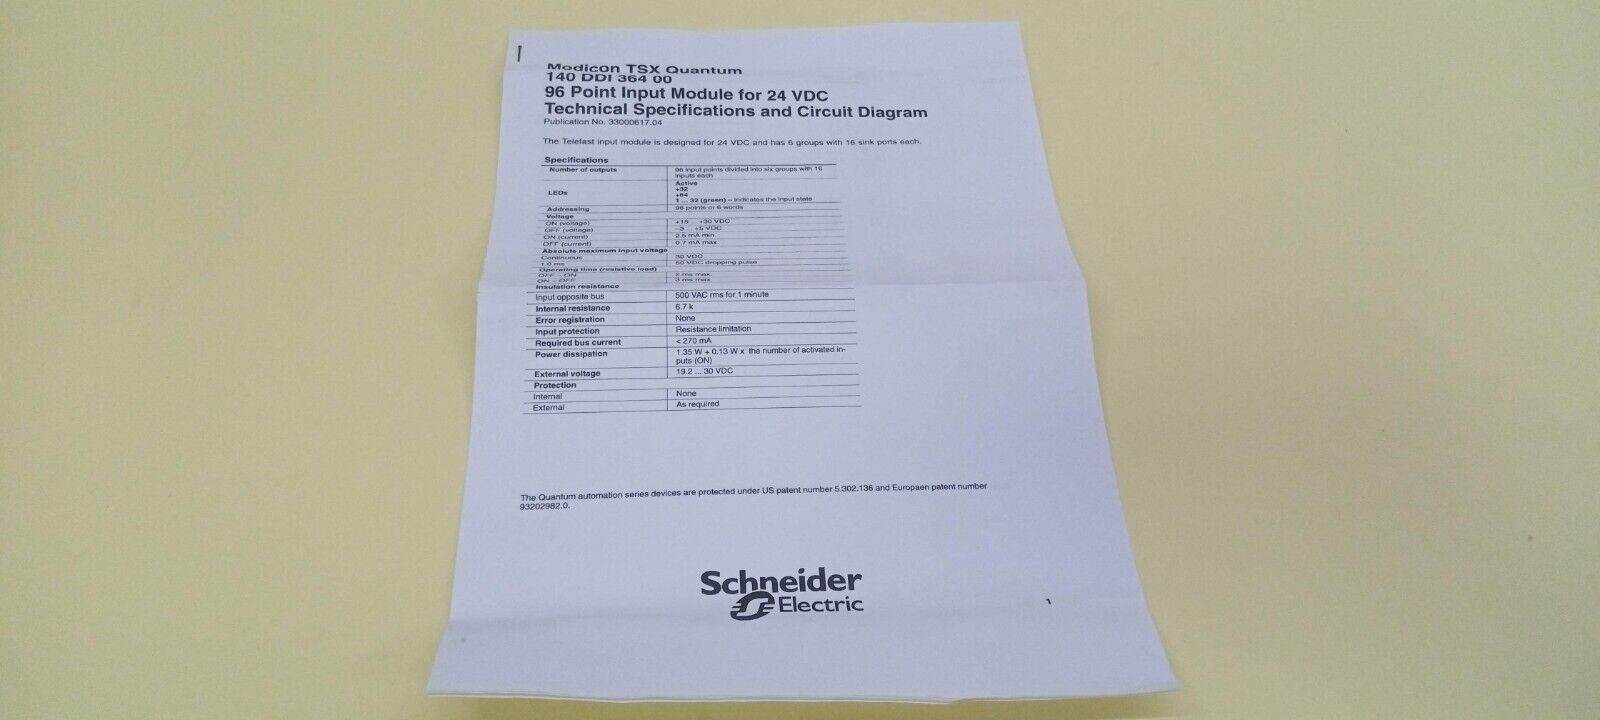 Modicon TSX Quantum
140 DDI 364 00
96 Point Input Module for 24 VDC
Technical Specifications and Circuit Diagram
Publication No. 33000617.04
The Telefast input module is designed for 24 VDC and has 6 groups with 16 sink ports each.
Specifications
Number of outputs 96 input points divided into six groups with 16
inputs each
LEDs Active
+32
+64
1 ... 32 (green) – indicates the input state
Addressing 96 points or 6 words
Voltage
ON (voltage) +15 ... +30 VDC
OFF (voltage) –3 ... +5 VDC
ON (current) 2.5 mA min
OFF (current) 0.7 mA max
Absolute maximum input voltage
Continuous 30 VDC
1.0 ms 50 VDC dropping pulse
Operating time (resistive load)
OFF – ON 2 ms max
ON – OFF 3 ms max
Insulation resistance
Input opposite bus 500 VAC rms for 1 minute
Internal resistance 6.7 k
Error registration None
Input protection Resistance limitation
Required bus current < 270 mA
Power dissipation 1.35 W + 0.13 W x the number of activated in-
puts (ON)
External voltage 19.2 ... 30 VDC
Protection
Internal None
External As required
The Quantum automation series devices are protected under US patent number 5.302.136 and Europaen patent number
93202982.0.
Schneider
Electric
1